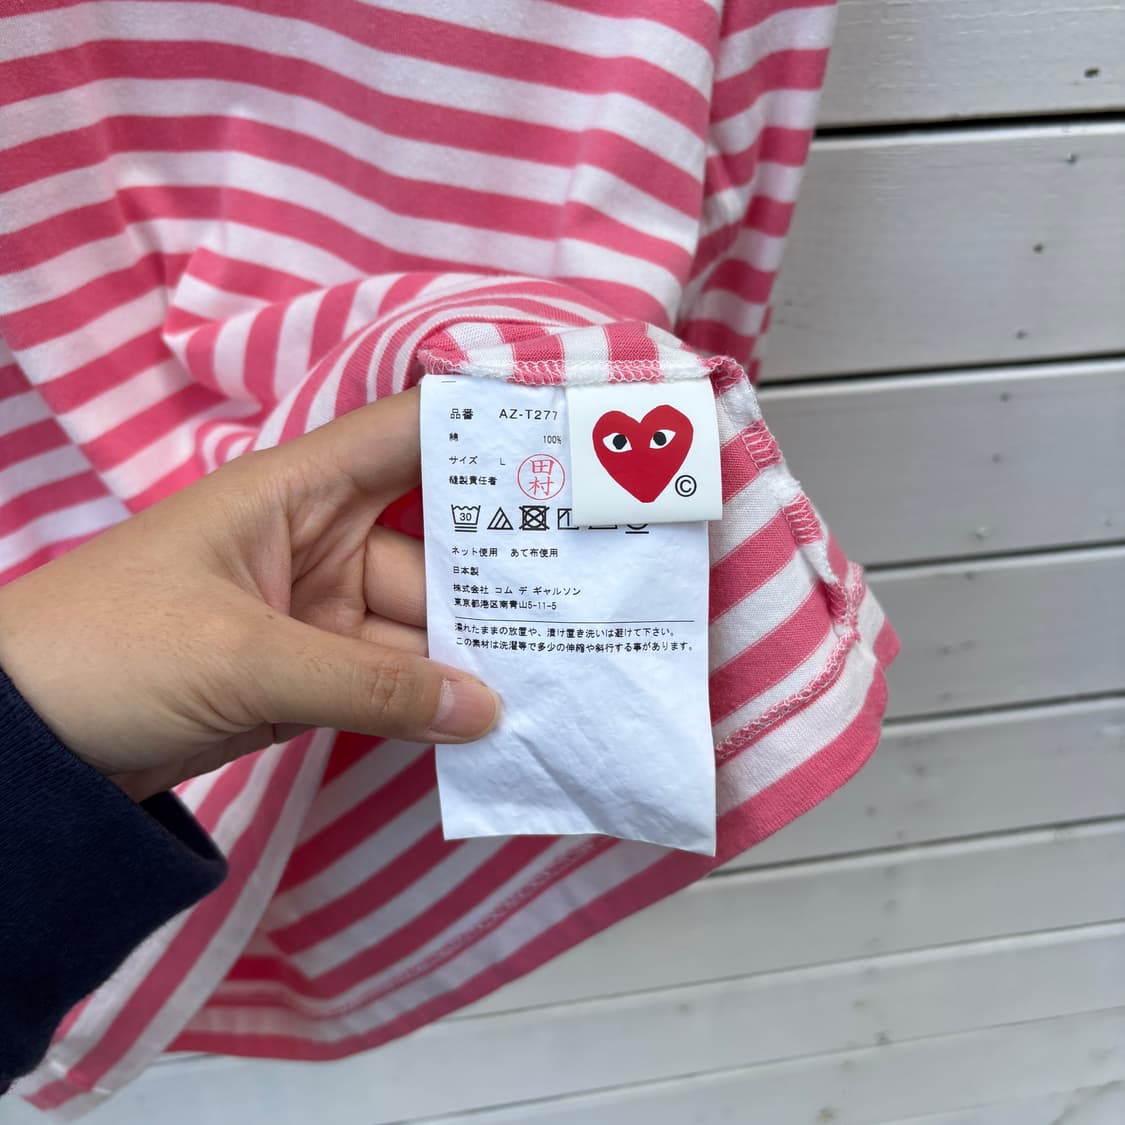 品番 AZ-T277
綿 100%
サイズ L
縫製責任者 田村
30
ネット使用 あて布使用
日本製
株式会社 コム デ ギャルソン
東京都港区南青山5-11-5
濡れたままの放置や、漬け置き洗いは避けて下さい。
この素材は洗濯等で多少の伸縮や斜行する事があります。
©